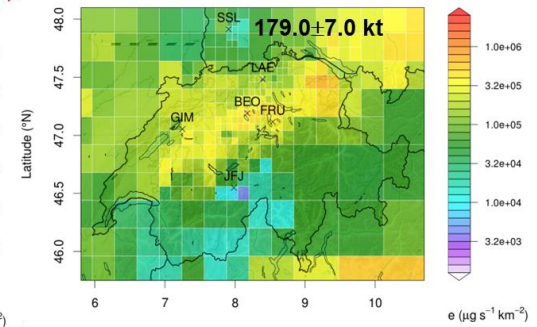 179.0±7.0 kt
SSL
LAE
BEO
FRU
GIM
JFJ
Latitude (°N)
48.0
47.5
47.0
46.5
46.0
6 7 8 9 10
1.0e+06
3.2e+05
1.0e+05
3.2e+04
1.0e+04
3.2e+03
e (µg s⁻¹ km⁻²)